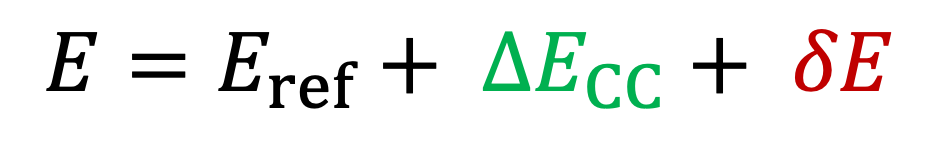 E = E_ref + ΔE_CC + δE